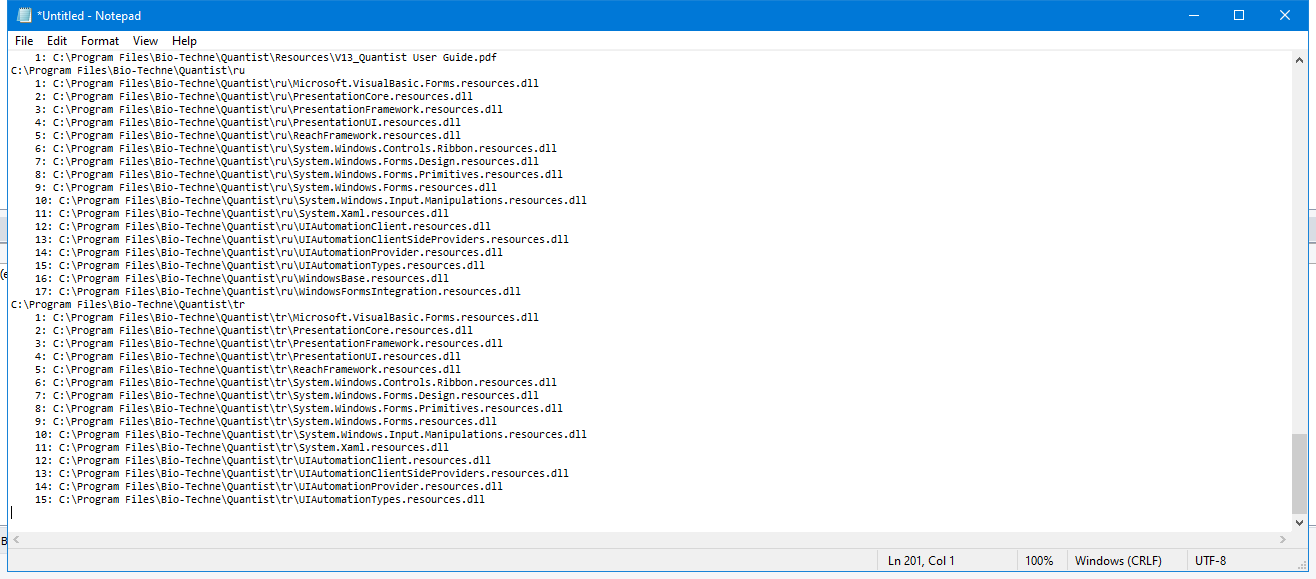 *Untitled - Notepad
File Edit Format View Help
1: C:\Program Files\Bio-Techne\Quantist\Resources\V13_Quantist User Guide.pdf
C:\Program Files\Bio-Techne\Quantist\ru
1: C:\Program Files\Bio-Techne\Quantist\ru\Microsoft.VisualBasic.Forms.resources.dll
2: C:\Program Files\Bio-Techne\Quantist\ru\PresentationCore.resources.dll
3: C:\Program Files\Bio-Techne\Quantist\ru\PresentationFramework.resources.dll
4: C:\Program Files\Bio-Techne\Quantist\ru\PresentationUI.resources.dll
5: C:\Program Files\Bio-Techne\Quantist\ru\ReachFramework.resources.dll
6: C:\Program Files\Bio-Techne\Quantist\ru\System.Windows.Controls.Ribbon.resources.dll
7: C:\Program Files\Bio-Techne\Quantist\ru\System.Windows.Forms.Design.resources.dll
8: C:\Program Files\Bio-Techne\Quantist\ru\System.Windows.Forms.Primitives.resources.dll
9: C:\Program Files\Bio-Techne\Quantist\ru\System.Windows.Forms.resources.dll
10: C:\Program Files\Bio-Techne\Quantist\ru\System.Windows.Input.Manipulations.resources.dll
11: C:\Program Files\Bio-Techne\Quantist\ru\System.Xaml.resources.dll
12: C:\Program Files\Bio-Techne\Quantist\ru\UIAutomationClient.resources.dll
13: C:\Program Files\Bio-Techne\Quantist\ru\UIAutomationClientSideProviders.resources.dll
14: C:\Program Files\Bio-Techne\Quantist\ru\UIAutomationProvider.resources.dll
15: C:\Program Files\Bio-Techne\Quantist\ru\UIAutomationTypes.resources.dll
16: C:\Program Files\Bio-Techne\Quantist\ru\WindowsBase.resources.dll
17: C:\Program Files\Bio-Techne\Quantist\ru\WindowsFormsIntegration.resources.dll
C:\Program Files\Bio-Techne\Quantist\tr
1: C:\Program Files\Bio-Techne\Quantist\tr\Microsoft.VisualBasic.Forms.resources.dll
2: C:\Program Files\Bio-Techne\Quantist\tr\PresentationCore.resources.dll
3: C:\Program Files\Bio-Techne\Quantist\tr\PresentationFramework.resources.dll
4: C:\Program Files\Bio-Techne\Quantist\tr\PresentationUI.resources.dll
5: C:\Program Files\Bio-Techne\Quantist\tr\ReachFramework.resources.dll
6: C:\Program Files\Bio-Techne\Quantist\tr\System.Windows.Controls.Ribbon.resources.dll
7: C:\Program Files\Bio-Techne\Quantist\tr\System.Windows.Forms.Design.resources.dll
8: C:\Program Files\Bio-Techne\Quantist\tr\System.Windows.Forms.Primitives.resources.dll
9: C:\Program Files\Bio-Techne\Quantist\tr\System.Windows.Forms.resources.dll
10: C:\Program Files\Bio-Techne\Quantist\tr\System.Windows.Input.Manipulations.resources.dll
11: C:\Program Files\Bio-Techne\Quantist\tr\System.Xaml.resources.dll
12: C:\Program Files\Bio-Techne\Quantist\tr\UIAutomationClient.resources.dll
13: C:\Program Files\Bio-Techne\Quantist\tr\UIAutomationClientSideProviders.resources.dll
14: C:\Program Files\Bio-Techne\Quantist\tr\UIAutomationProvider.resources.dll
15: C:\Program Files\Bio-Techne\Quantist\tr\UIAutomationTypes.resources.dll
Ln 201, Col 1 100% Windows (CRLF) UTF-8